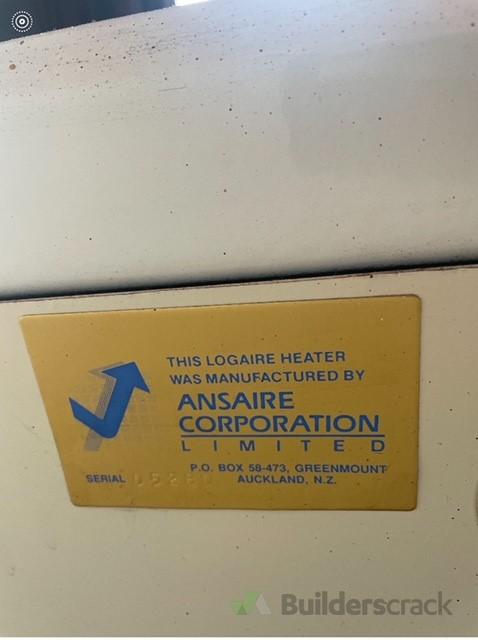 THIS LOGAIRE HEATER
WAS MANUFACTURED BY
ANSAIRE
CORPORATION
LIMITED
P.O. BOX 58-473, GREENMOUNT
SERIAL
AUCKLAND, N.Z.
Builderscrack